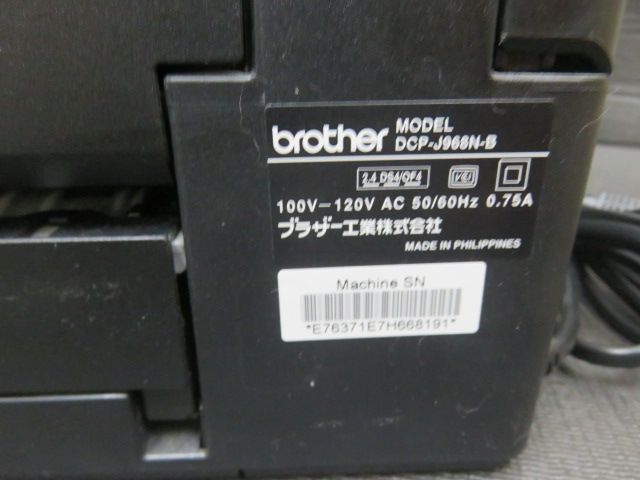 brother
MODEL
DCP-J968N-B
2.4 DS4/OF4
VCI
100V-120V AC 50/60Hz 0.75A
ブラザー工業株式会社
MADE IN PHILIPPINES
Machine SN
*E76371E7H668191*